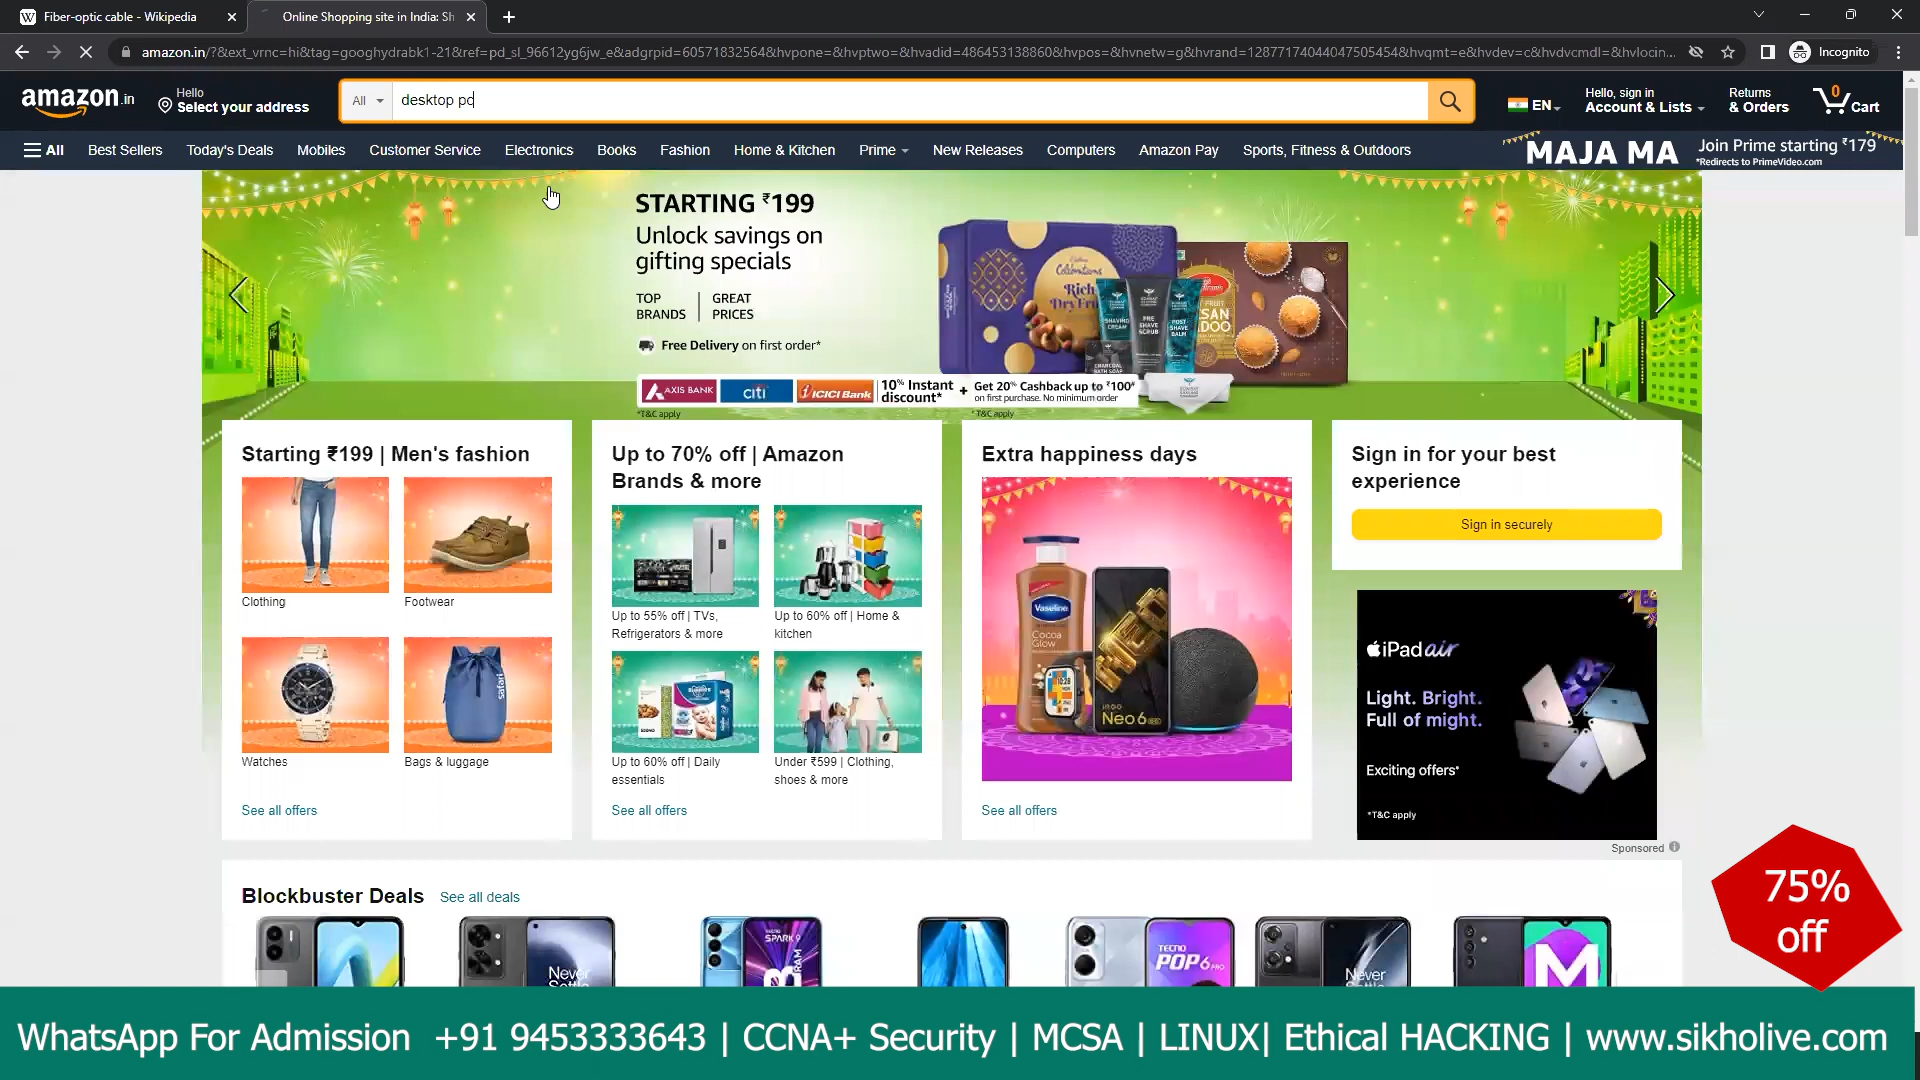 Fiber-optic cable - Wikipedia
Online Shopping site in India: Sh
amazon.in/?&ext_vrnc=hi&tag=googhydrabk1-21&ref=pd_sl_96612yg6jw_e&adgrpid=60571832564&hvpone=&hvptwo=&hvadid=486453138860&hvpos=&hvnetw=g&hvrand=12877174044047505454&hvqmt=e&hvdev=c&hvdvcmdl=&hvlocin...
Incognito
amazon.in
Hello
Select your address
All
desktop pc
EN
Hello, sign in
Account & Lists
Returns
& Orders
0
Cart
All
Best Sellers
Today's Deals
Mobiles
Customer Service
Electronics
Books
Fashion
Home & Kitchen
Prime
New Releases
Computers
Amazon Pay
Sports, Fitness & Outdoors
MAJA MA
Join Prime starting ₹179
*Redirects to PrimeVideo.com
STARTING ₹199
Unlock savings on
gifting specials
TOP
BRANDS
GREAT
PRICES
Free Delivery on first order*
AXIS BANK
citi
ICICI Bank
10% Instant
discount*
+
Get 20% Cashback up to ₹100*
on first purchase. No minimum order
*T&C apply
*T&C apply
Celebrations
SHAVING
CREAM
PRE
SHAVE
SCRUB
POST
SHAVE
BALM
Starting ₹199 | Men's fashion
Clothing
Footwear
Watches
safari
Bags & luggage
See all offers
Up to 70% off | Amazon
Brands & more
Up to 55% off | TVs,
Refrigerators & more
Up to 60% off | Home &
kitchen
Up to 60% off | Daily
essentials
Under ₹599 | Clothing,
shoes & more
See all offers
Extra happiness days
Vaseline
Cocoa
Glow
10:28
Neo 6
See all offers
Sign in for your best
experience
Sign in securely
iPad air
Light. Bright.
Full of might.
Exciting offers*
*T&C apply
Sponsored
Blockbuster Deals
See all deals
Never
SPARK 9
TECNO
POP 6 PRO
Never
M
75%
off
WhatsApp For Admission +91 9453333643 | CCNA+ Security | MCSA | LINUX| Ethical HACKING | www.sikholive.com